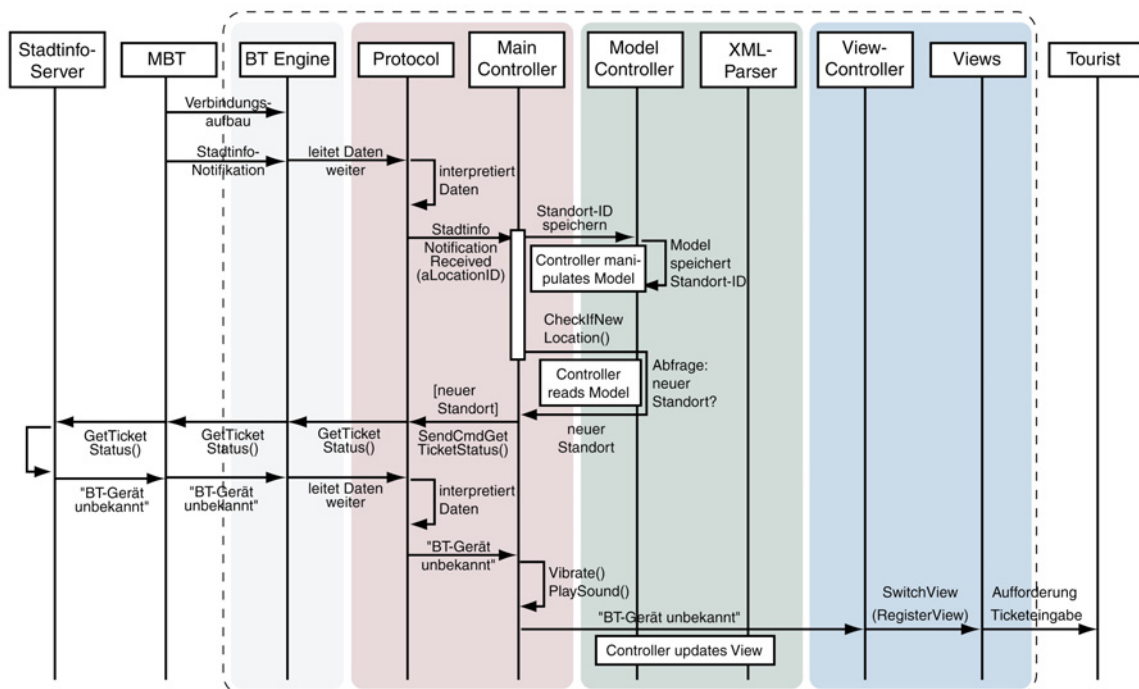 Stadtinfo-
Server
MBT
BT Engine
Protocol
Main
Controller
Model
Controller
XML-
Parser
View-
Controller
Views
Tourist
Verbindungs-
aufbau
Stadtinfo-
Notifikation
leitet Daten
weiter
interpretiert
Daten
Stadtinfo
Notification
Received
(aLocationID)
Standort-ID
speichern
Controller mani-
pulates Model
Model
speichert
Standort-ID
CheckIfNew
Location()
Controller
reads Model
Abfrage:
neuer
Standort?
neuer
Standort
[neuer
Standort]
SendCmdGet
TicketStatus()
GetTicket
Status()
GetTicket
Status()
GetTicket
Status()
"BT-Gerät
unbekannt"
"BT-Gerät
unbekannt"
leitet Daten
weiter
interpretiert
Daten
"BT-Gerät
unbekannt"
Vibrate()
PlaySound()
"BT-Gerät unbekannt"
Controller updates View
SwitchView
(RegisterView)
Aufforderung
Ticketeingabe